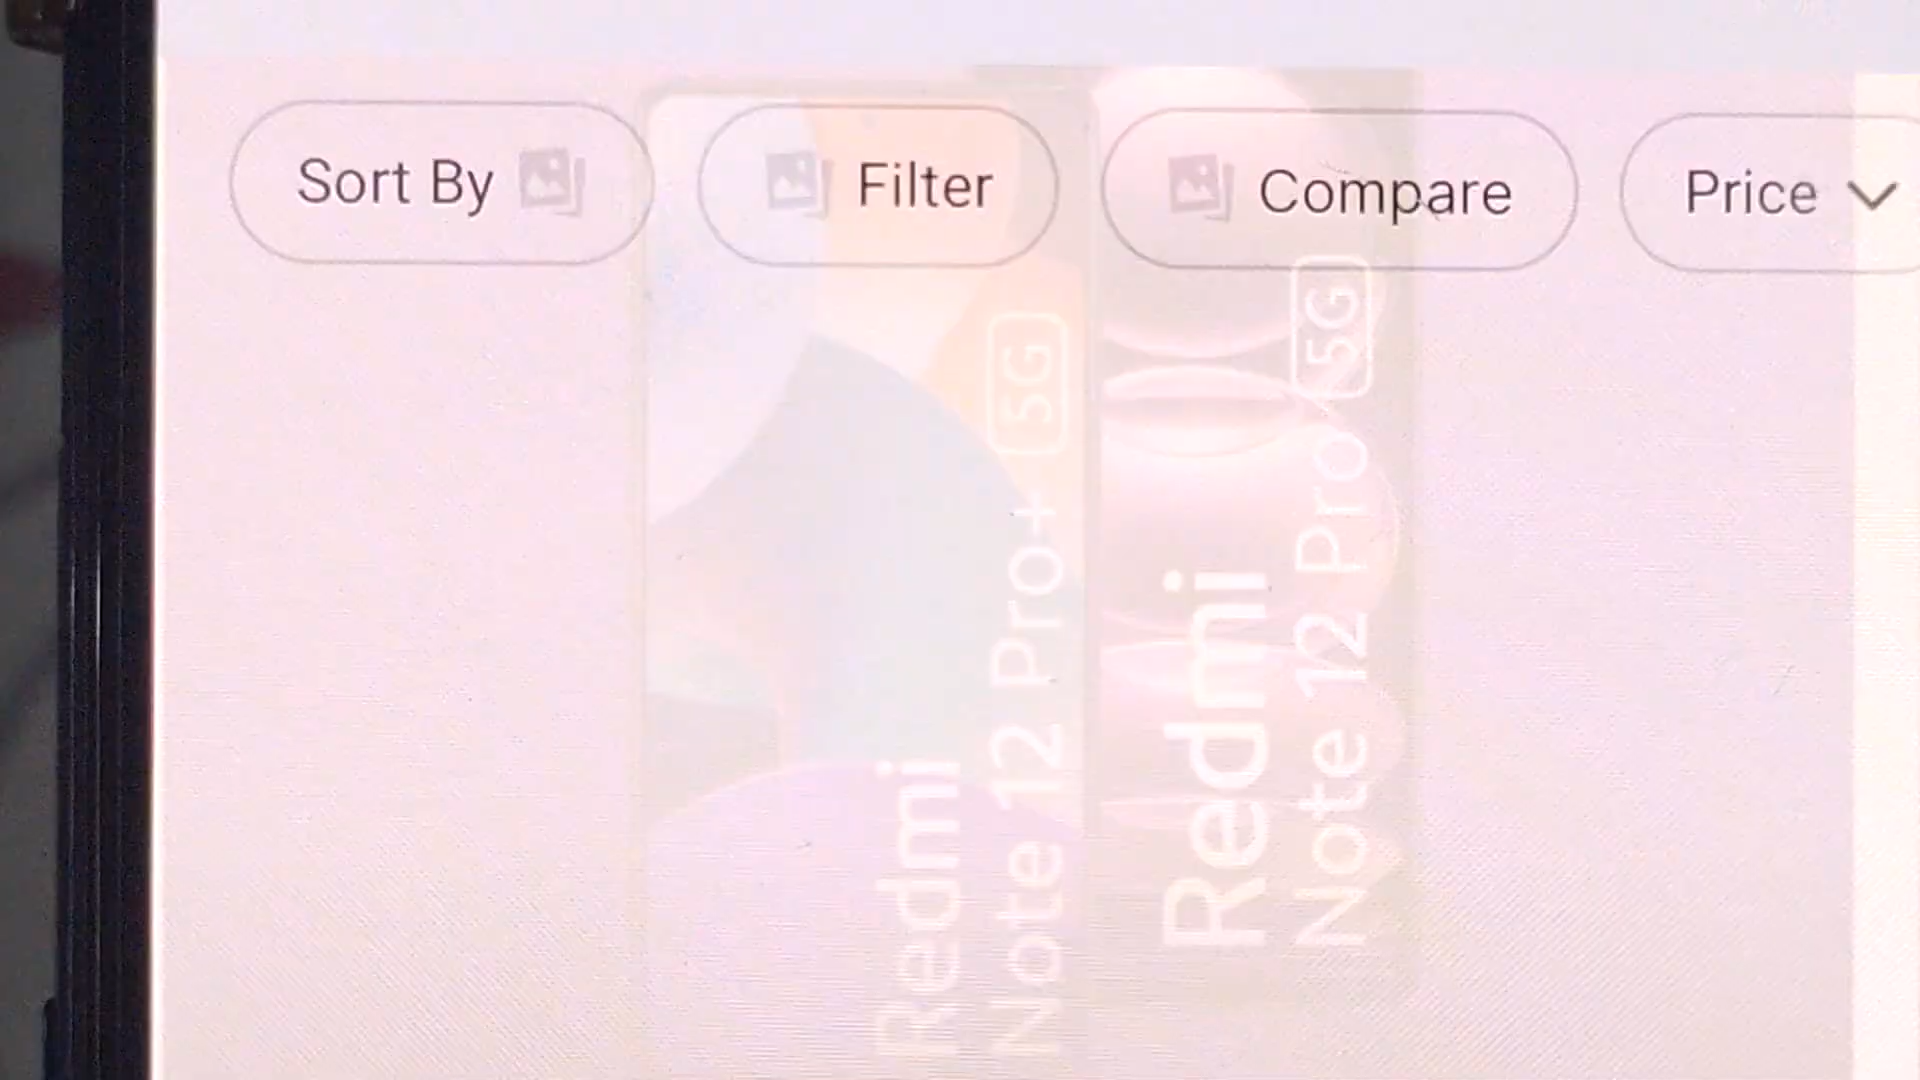 Sort By
Filter
Compare
Price
Redmi
Note 12 Pro+ 5G
Redmi
Note 12 Pro 5G